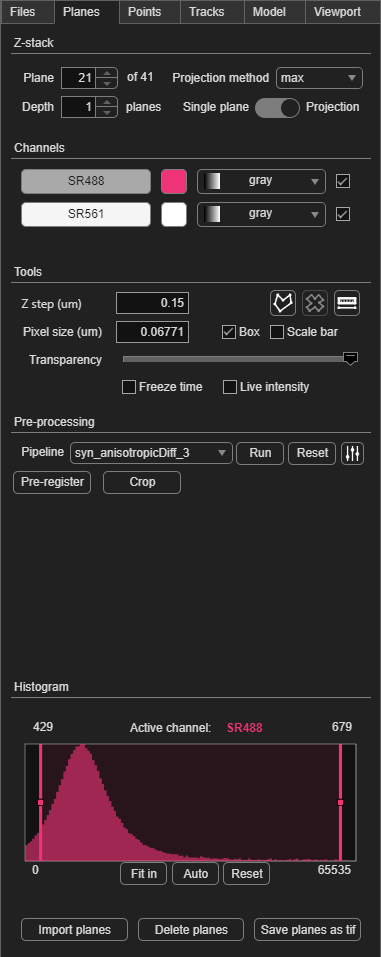 Files Planes Points Tracks Model Viewport
Z-stack
Plane 21 of 41 Projection method max
Depth 1 planes Single plane Projection
Channels
SR488 gray
SR561 gray
Tools
Z step (um) 0.15
Pixel size (um) 0.06771 Box Scale bar
Transparency
Freeze time Live intensity
Pre-processing
Pipeline syn_anisotropicDiff_3 Run Reset
Pre-register Crop
Histogram
429 Active channel: SR488 679
0 Fit in Auto Reset 65535
Import planes Delete planes Save planes as tif